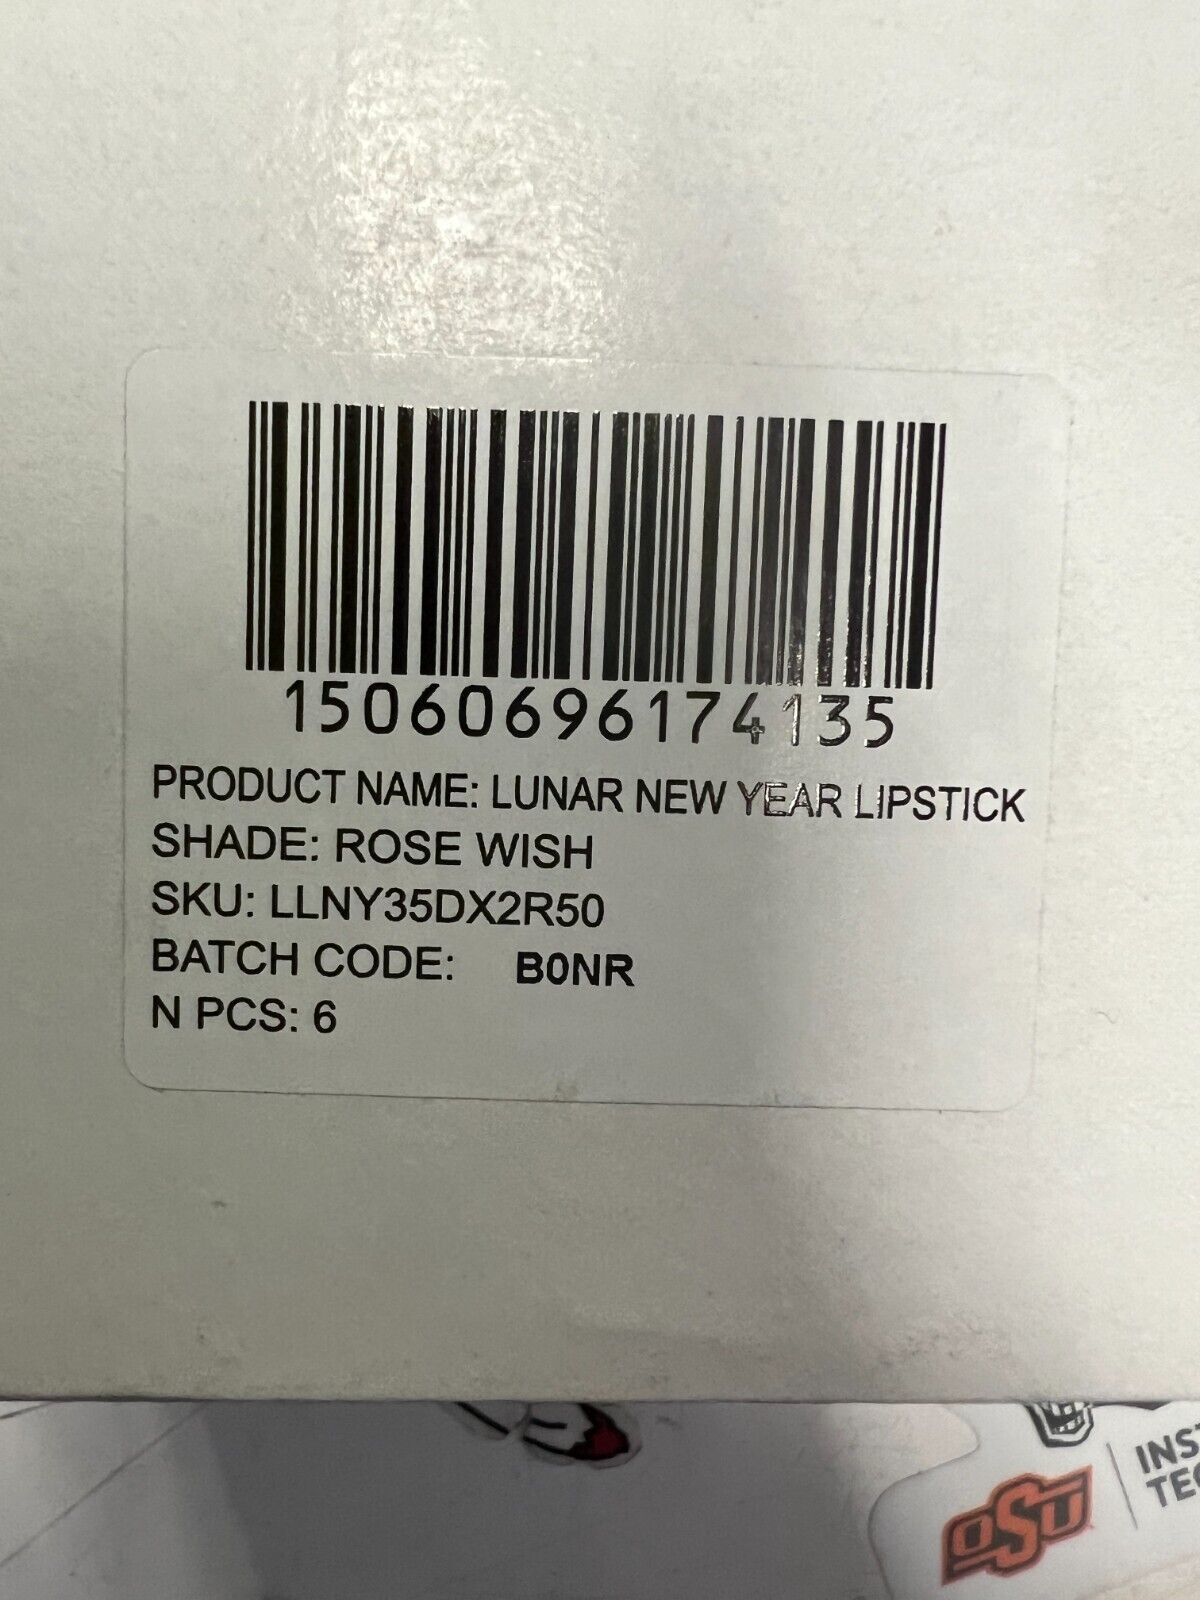 15060696174135
PRODUCT NAME: LUNAR NEW YEAR LIPSTICK
SHADE: ROSE WISH
SKU: LLNY35DX2R50
BATCH CODE: B0NR
N PCS: 6
OSU